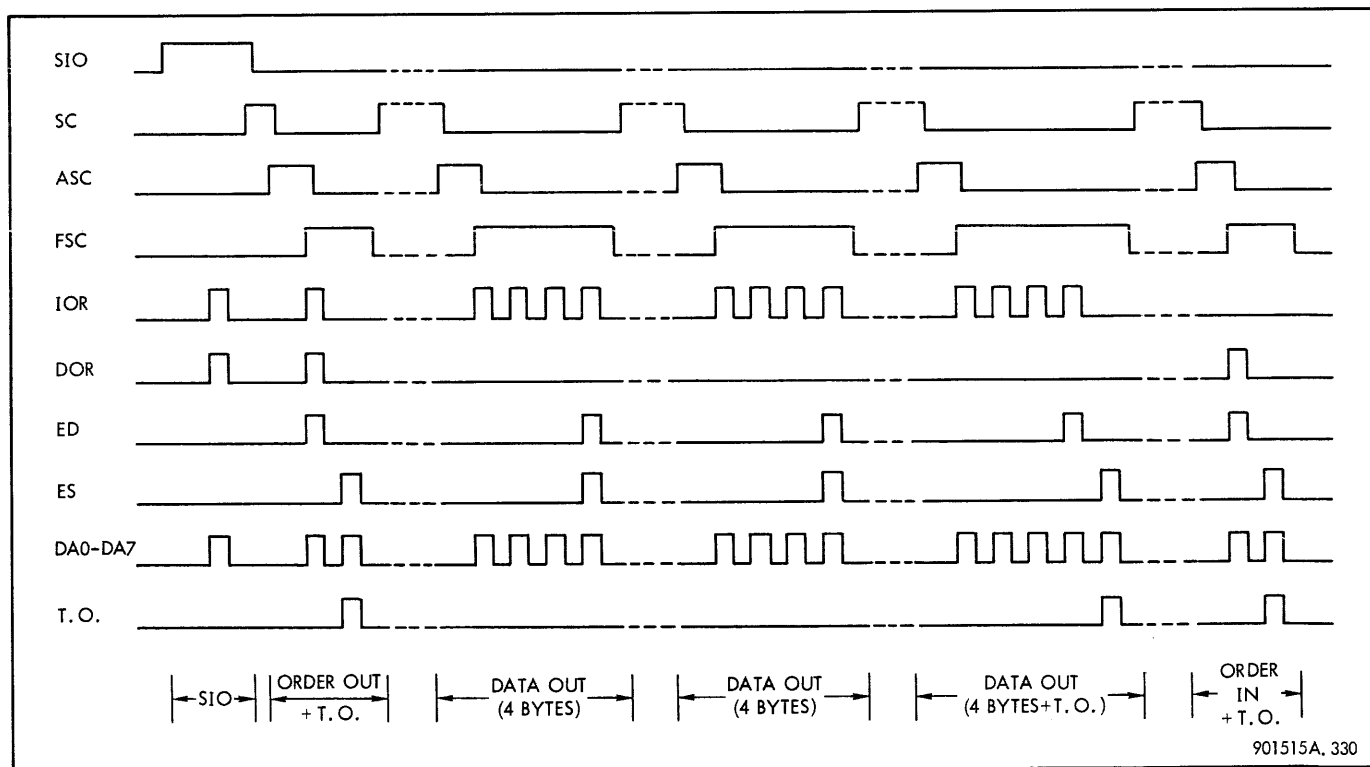 SIO
SC
ASC
FSC
IOR
DOR
ED
ES
DA0-DA7
T.O.
SIO
ORDER OUT
+ T.O.
DATA OUT
(4 BYTES)
DATA OUT
(4 BYTES)
DATA OUT
(4 BYTES+T.O.)
ORDER
IN
+T.O.
901515A. 330